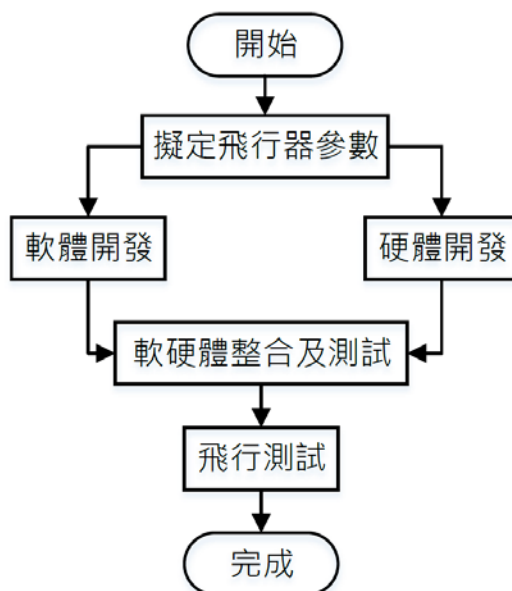 開始
擬定飛行器參數
軟體開發
硬體開發
軟硬體整合及測試
飛行測試
完成